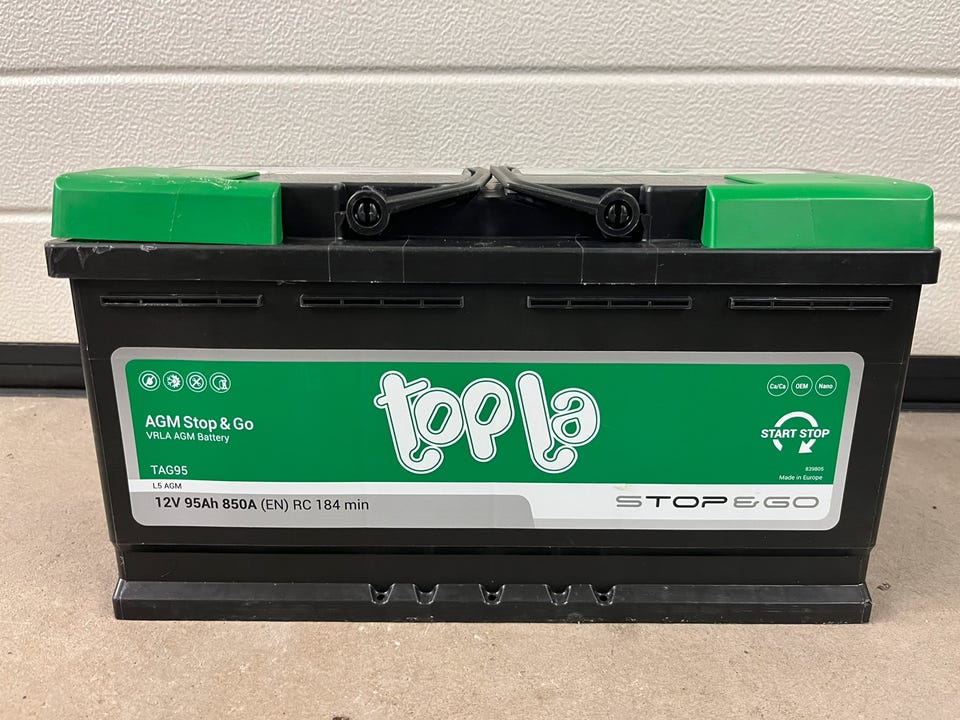 topla
Ca/Ca OEM Nano
AGM Stop & Go
VRLA AGM Battery
START STOP
TAG95
839805
Made in Europe
L5 AGM
12V 95Ah 850A (EN) RC 184 min
STOP&GO